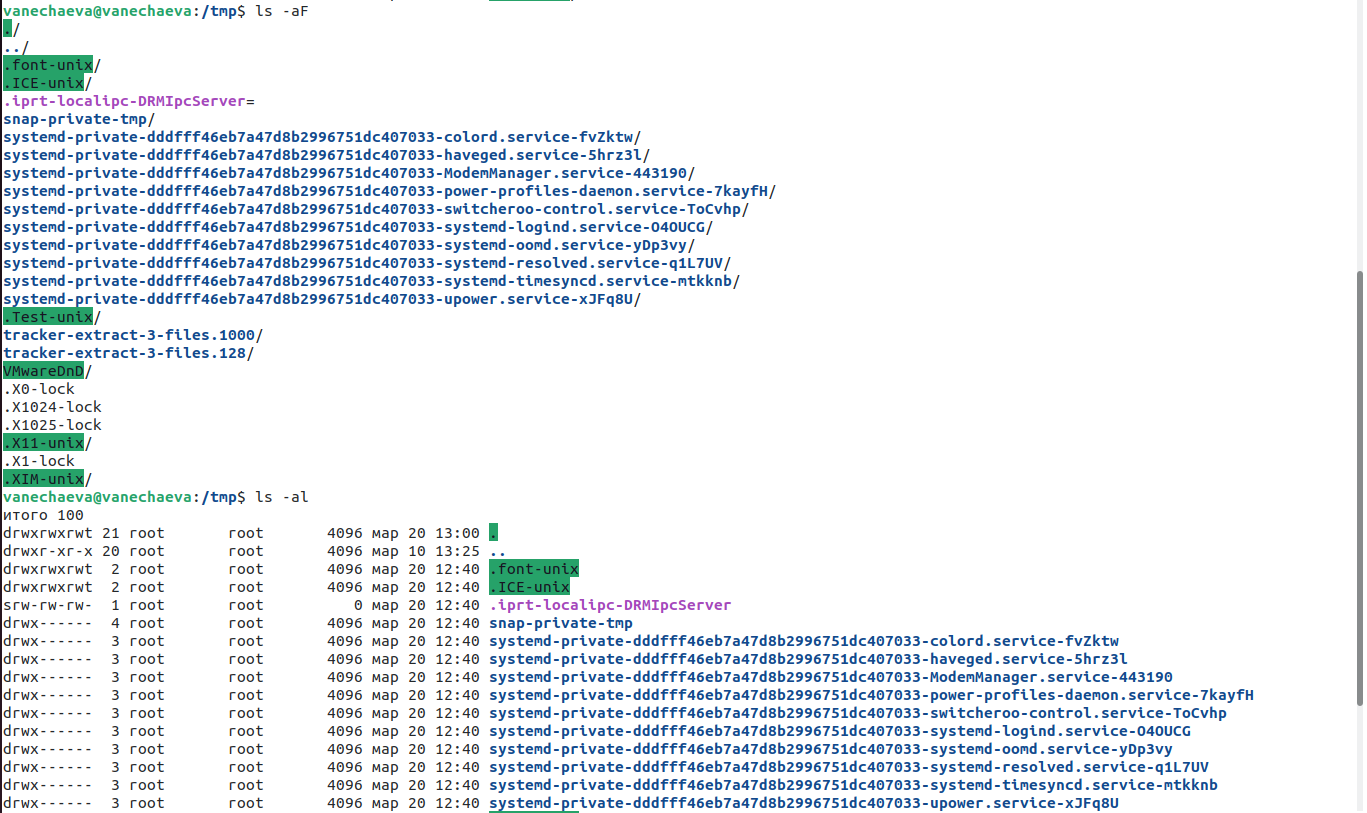 vanechaeva@vanechaeva:/tmp$ ls -aF
./
../
.font-unix/
.ICE-unix/
.iprt-localipc-DRMIpcServer=
snap-private-tmp/
systemd-private-dddfff46eb7a47d8b2996751dc407033-colord.service-fvZktw/
systemd-private-dddfff46eb7a47d8b2996751dc407033-haveged.service-5hrz3l/
systemd-private-dddfff46eb7a47d8b2996751dc407033-ModemManager.service-443190/
systemd-private-dddfff46eb7a47d8b2996751dc407033-power-profiles-daemon.service-7kayfH/
systemd-private-dddfff46eb7a47d8b2996751dc407033-switcheroo-control.service-ToCvhp/
systemd-private-dddfff46eb7a47d8b2996751dc407033-systemd-logind.service-O4OUCG/
systemd-private-dddfff46eb7a47d8b2996751dc407033-systemd-oomd.service-yDp3vy/
systemd-private-dddfff46eb7a47d8b2996751dc407033-systemd-resolved.service-q1L7UV/
systemd-private-dddfff46eb7a47d8b2996751dc407033-systemd-timesyncd.service-mtkknb/
systemd-private-dddfff46eb7a47d8b2996751dc407033-upower.service-xJFq8U/
.Test-unix/
tracker-extract-3-files.1000/
tracker-extract-3-files.128/
VMwareDnD/
.X0-lock
.X1024-lock
.X1025-lock
.X11-unix/
.X1-lock
.XIM-unix/
vanechaeva@vanechaeva:/tmp$ ls -al
итого 100
drwxrwxrwt 21 root       root       4096 мар 20 13:00 .
drwxr-xr-x 20 root       root       4096 мар 10 13:25 ..
drwxrwxrwt  2 root       root       4096 мар 20 12:40 .font-unix
drwxrwxrwt  2 root       root       4096 мар 20 12:40 .ICE-unix
srw-rw-rw-  1 root       root          0 мар 20 12:40 .iprt-localipc-DRMIpcServer
drwx------  4 root       root       4096 мар 20 12:40 snap-private-tmp
drwx------  3 root       root       4096 мар 20 12:40 systemd-private-dddfff46eb7a47d8b2996751dc407033-colord.service-fvZktw
drwx------  3 root       root       4096 мар 20 12:40 systemd-private-dddfff46eb7a47d8b2996751dc407033-haveged.service-5hrz3l
drwx------  3 root       root       4096 мар 20 12:40 systemd-private-dddfff46eb7a47d8b2996751dc407033-ModemManager.service-443190
drwx------  3 root       root       4096 мар 20 12:40 systemd-private-dddfff46eb7a47d8b2996751dc407033-power-profiles-daemon.service-7kayfH
drwx------  3 root       root       4096 мар 20 12:40 systemd-private-dddfff46eb7a47d8b2996751dc407033-switcheroo-control.service-ToCvhp
drwx------  3 root       root       4096 мар 20 12:40 systemd-private-dddfff46eb7a47d8b2996751dc407033-systemd-logind.service-O4OUCG
drwx------  3 root       root       4096 мар 20 12:40 systemd-private-dddfff46eb7a47d8b2996751dc407033-systemd-oomd.service-yDp3vy
drwx------  3 root       root       4096 мар 20 12:40 systemd-private-dddfff46eb7a47d8b2996751dc407033-systemd-resolved.service-q1L7UV
drwx------  3 root       root       4096 мар 20 12:40 systemd-private-dddfff46eb7a47d8b2996751dc407033-systemd-timesyncd.service-mtkknb
drwx------  3 root       root       4096 мар 20 12:40 systemd-private-dddfff46eb7a47d8b2996751dc407033-upower.service-xJFq8U